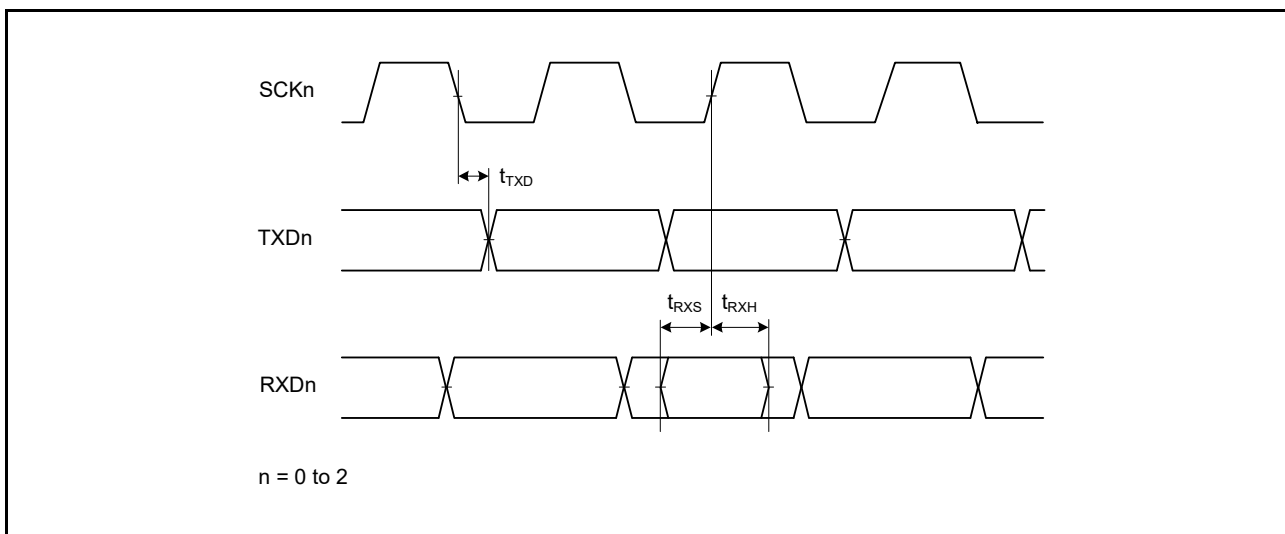 SCKn
tTXD
TXDn
tRXS tRXH
RXDn
n = 0 to 2